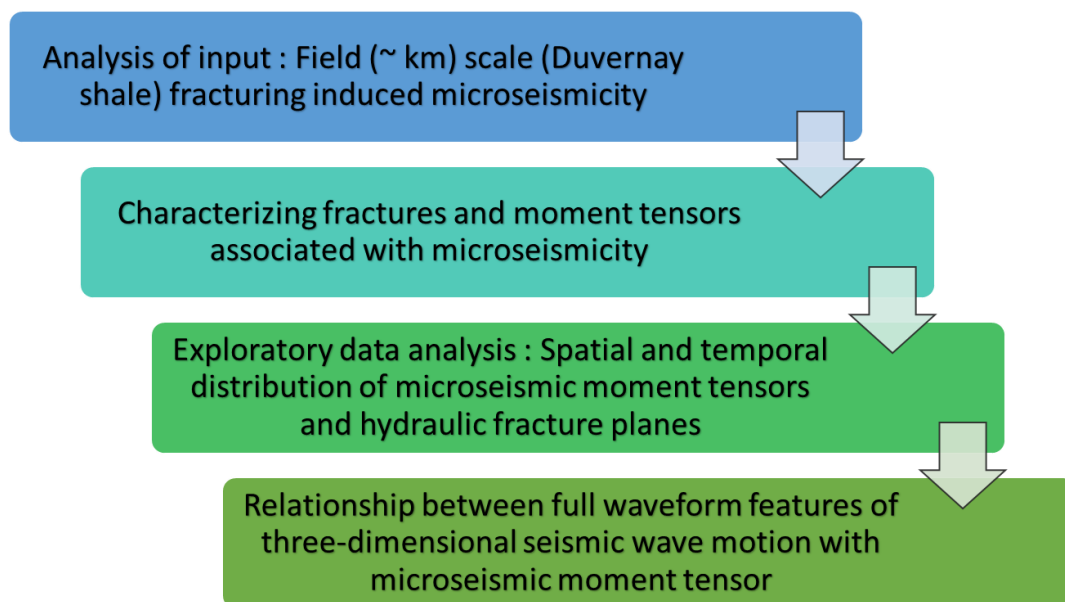 Analysis of input : Field (~ km) scale (Duvernay
shale) fracturing induced microseismicity
Characterizing fractures and moment tensors
associated with microseismicity
Exploratory data analysis : Spatial and temporal
distribution of microseismic moment tensors
and hydraulic fracture planes
Relationship between full waveform features of
three-dimensional seismic wave motion with
microseismic moment tensor